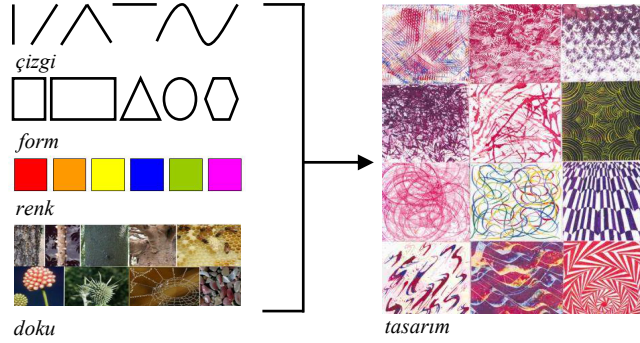 çizgi
form
renk
doku
tasarım